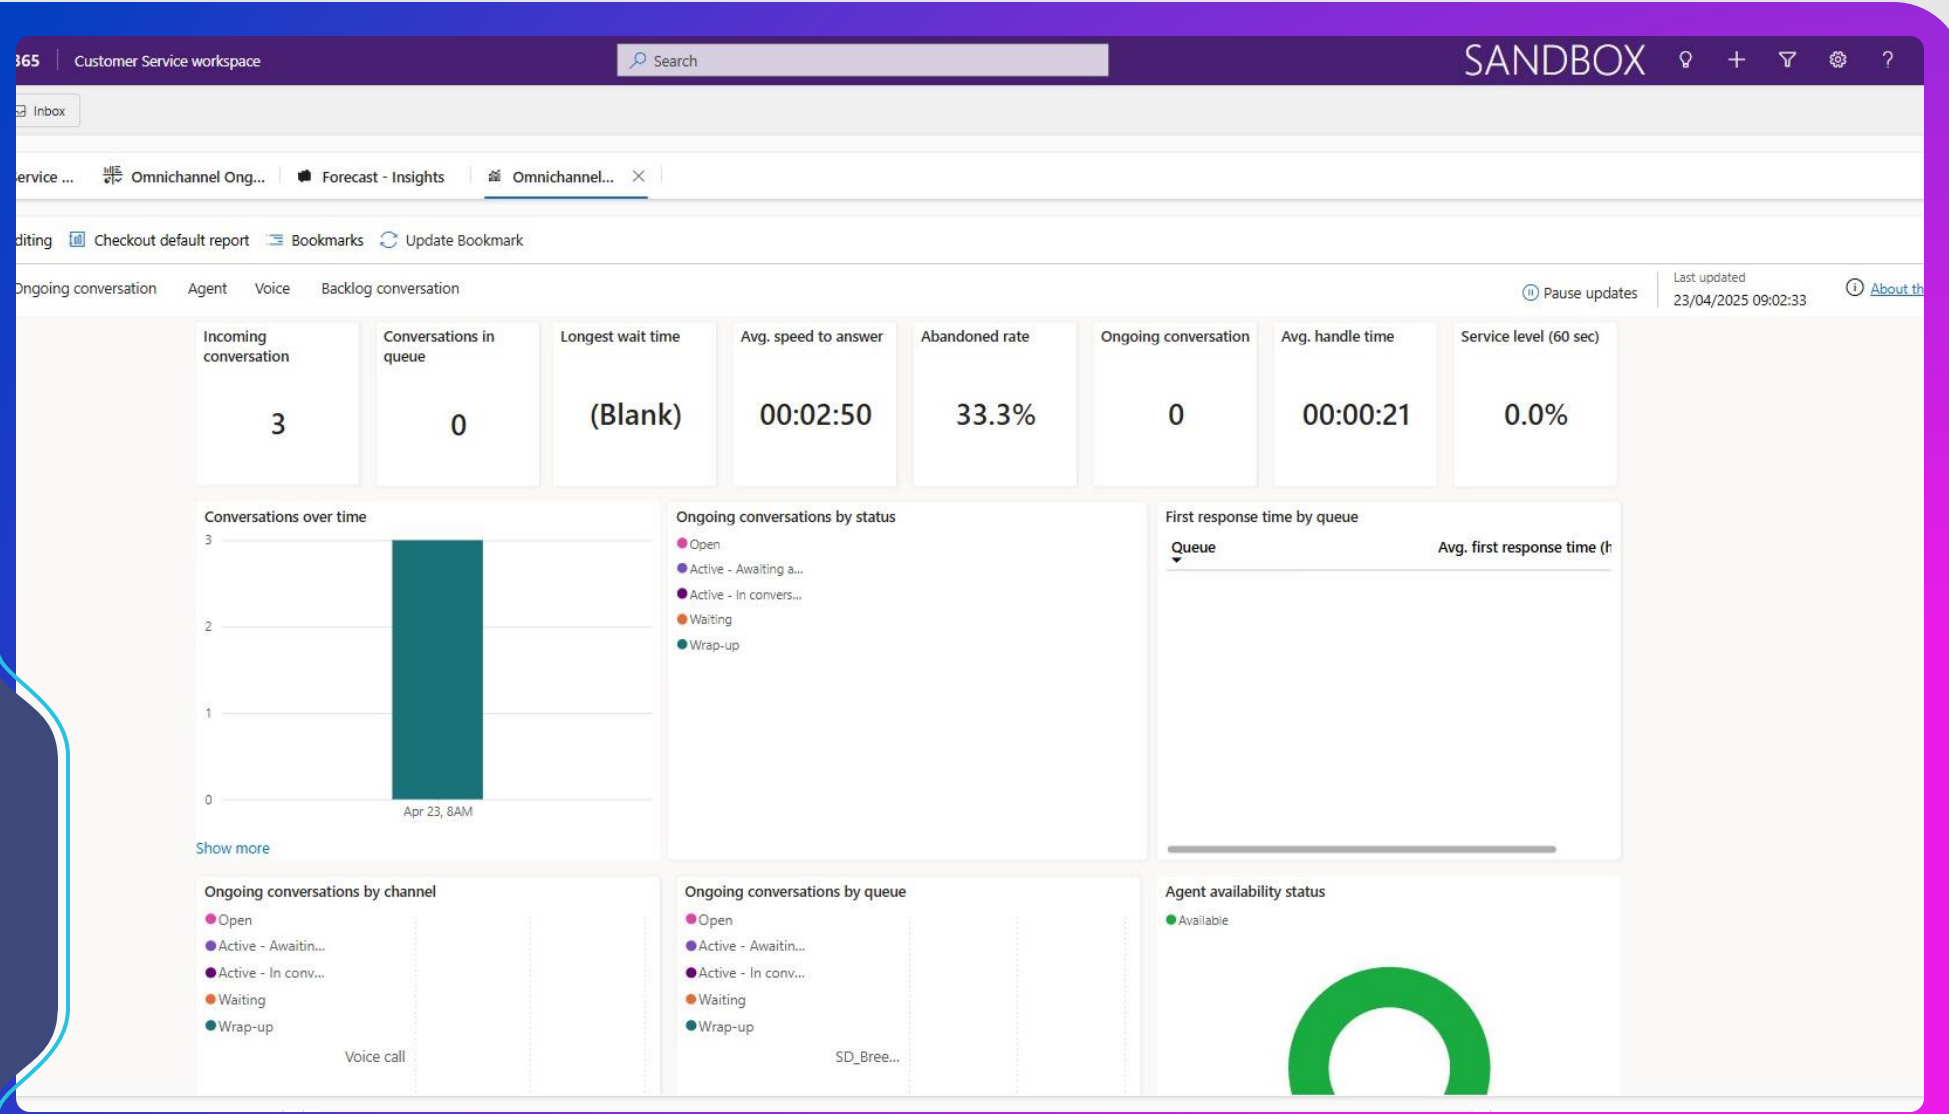 365 Customer Service workspace Search SANDBOX ?
Inbox
ervice ... Omnichannel Ong... Forecast - Insights Omnichannel...
diting Checkout default report Bookmarks Update Bookmark
Ongoing conversation Agent Voice Backlog conversation Pause updates
Last updated
23/04/2025 09:02:33
About th
Incoming
conversation
3
Conversations in
queue
0
Longest wait time
(Blank)
Avg. speed to answer
00:02:50
Abandoned rate
33.3%
Ongoing conversation
0
Avg. handle time
00:00:21
Service level (60 sec)
0.0%
Conversations over time
3
2
1
0
Apr 23, 8AM
Show more
Ongoing conversations by status
Open
Active - Awaiting a...
Active - In convers...
Waiting
Wrap-up
First response time by queue
Queue Avg. first response time (h
Ongoing conversations by channel
Open
Active - Awaitin...
Active - In conv...
Waiting
Wrap-up
Voice call
Ongoing conversations by queue
Open
Active - Awaitin...
Active - In conv...
Waiting
Wrap-up
SD_Bree...
Agent availability status
Available